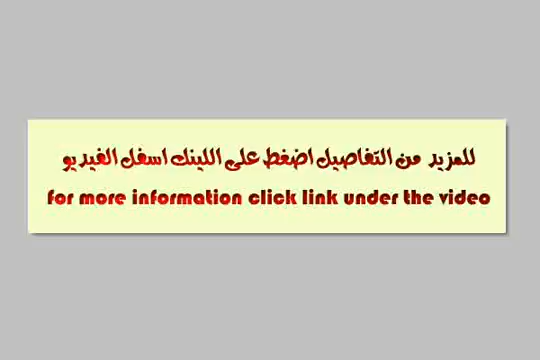 للمزيد من التفاصيل اضغط على اللينك اسفل الفيديو
for more information click link under the video